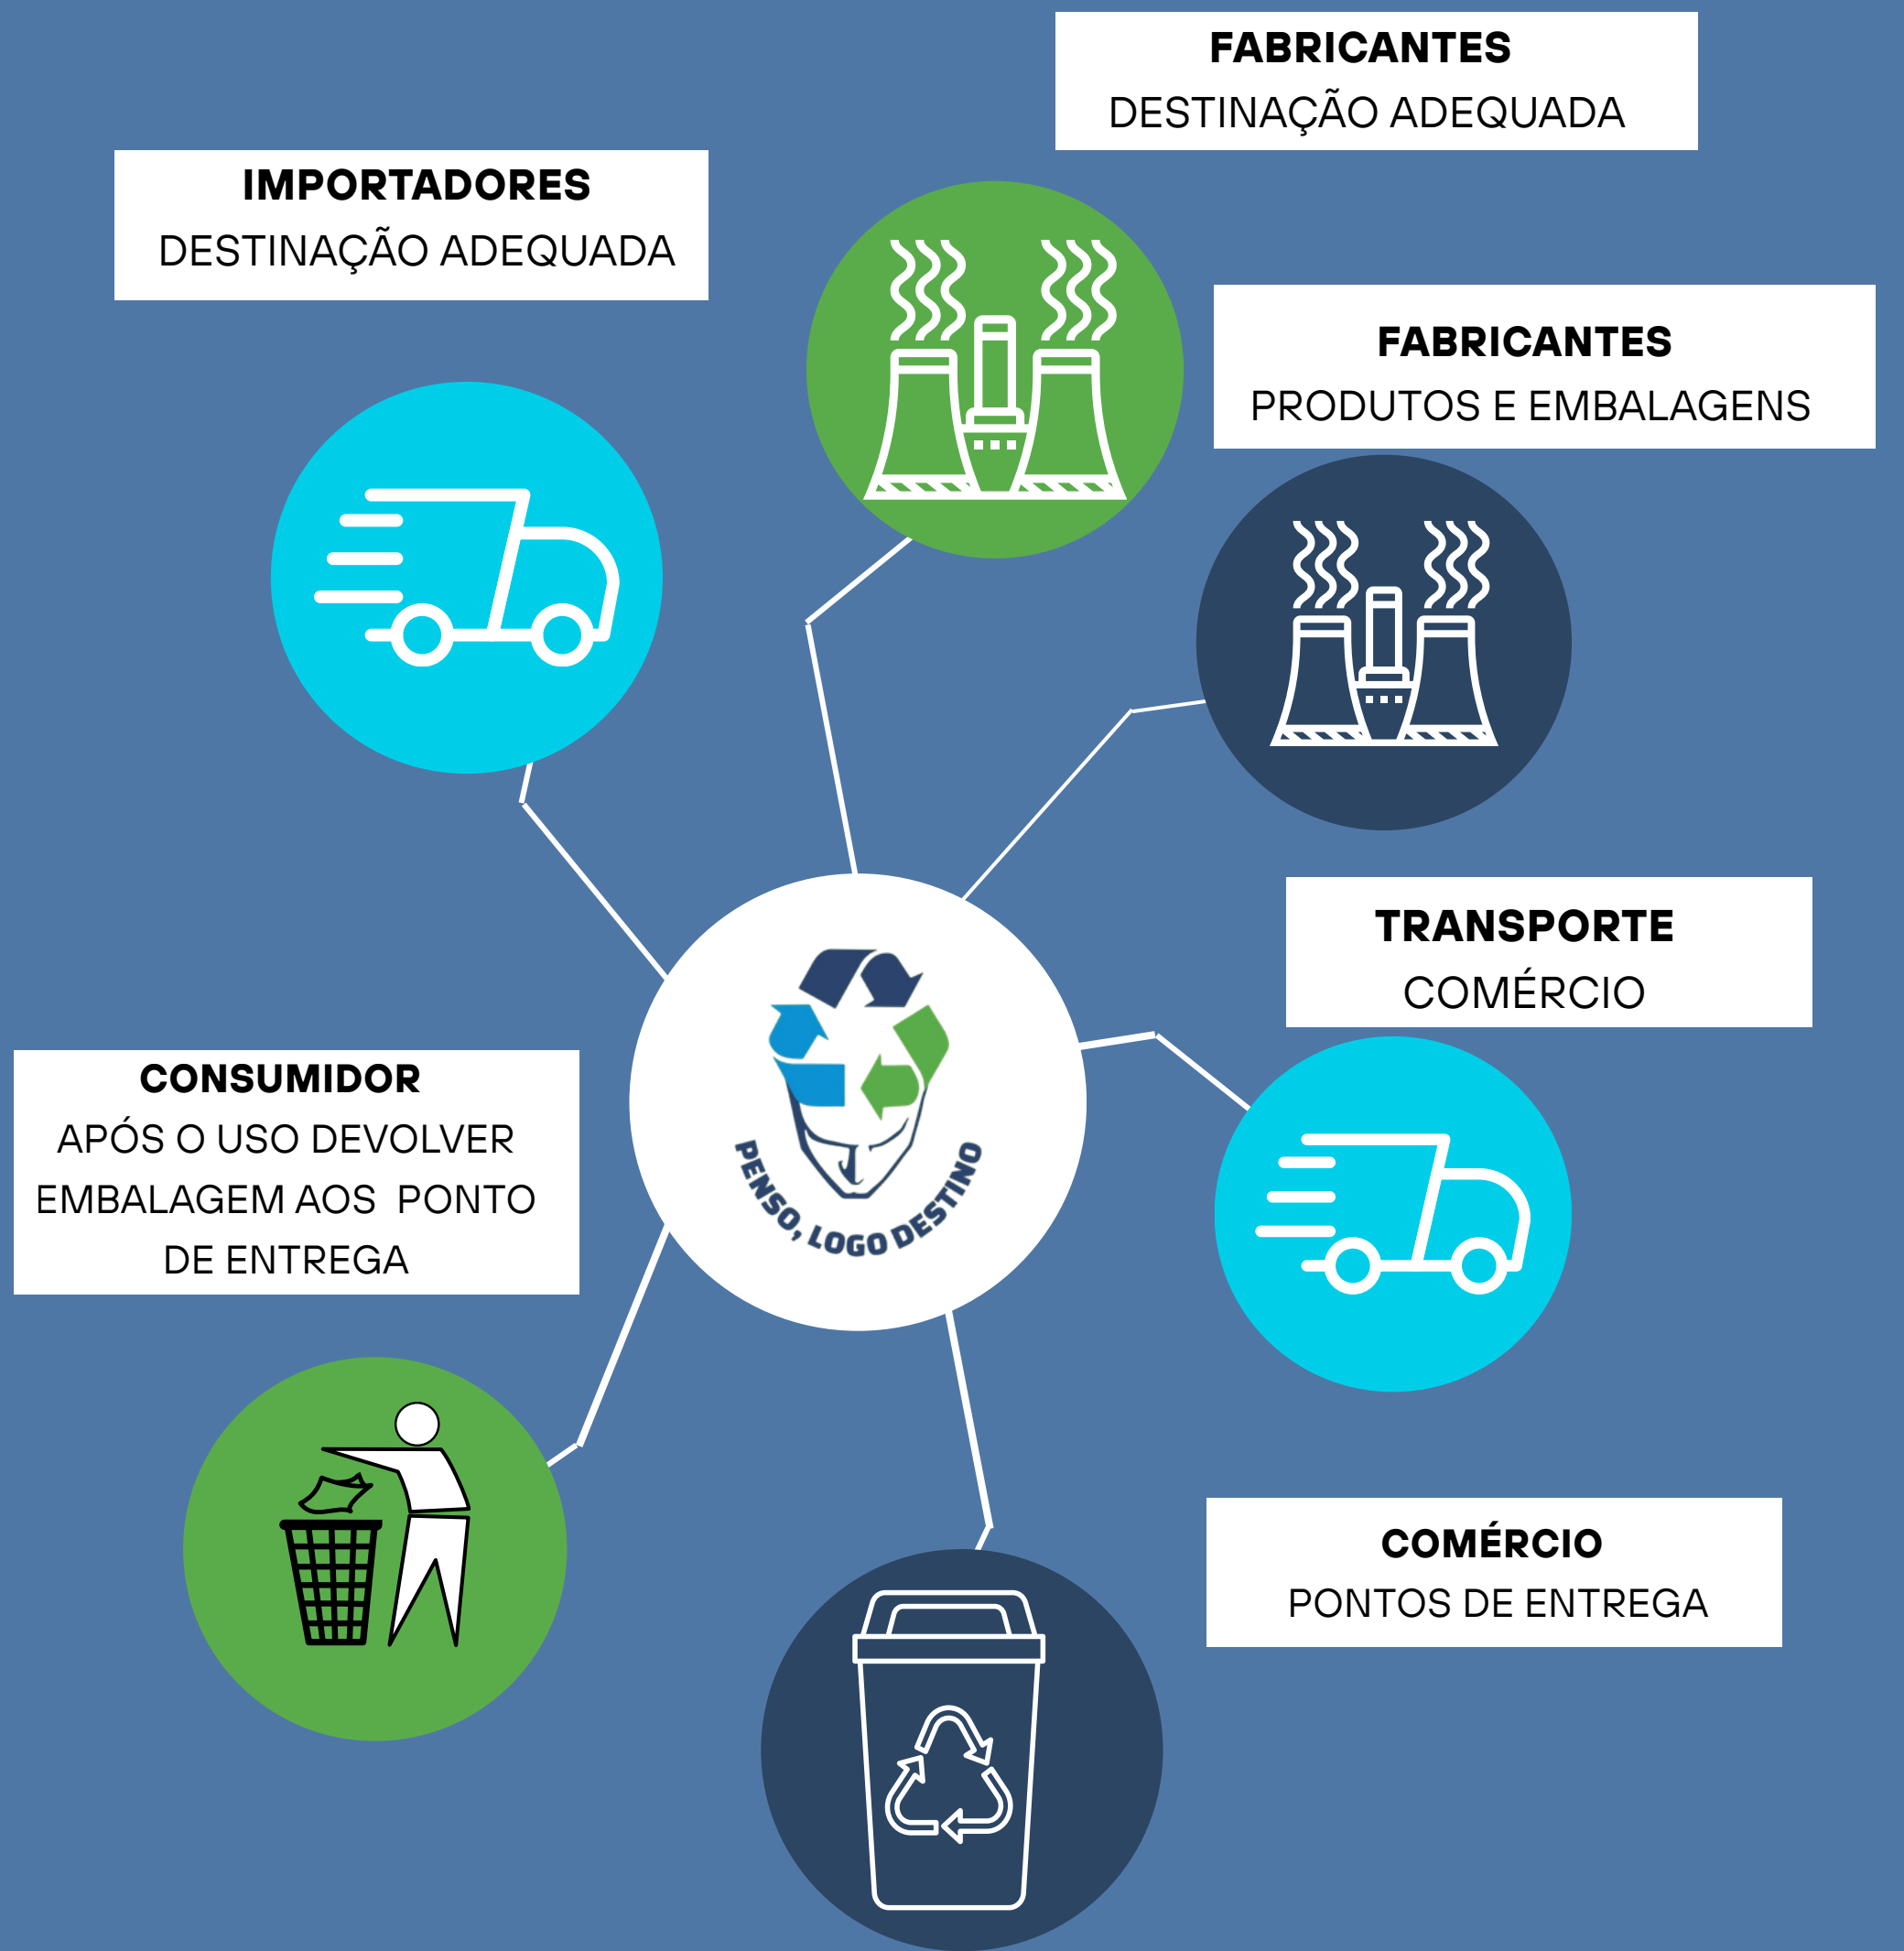 FABRICANTES
DESTINAÇÃO ADEQUADA
IMPORTADORES
DESTINAÇÃO ADEQUADA
FABRICANTES
PRODUTOS E EMBALAGENS
TRANSPORTE
COMÉRCIO
CONSUMIDOR
APÓS O USO DEVOLVER
EMBALAGEM AOS PONTO
DE ENTREGA
PENSO, LOGO DESTINO
COMÉRCIO
PONTOS DE ENTREGA